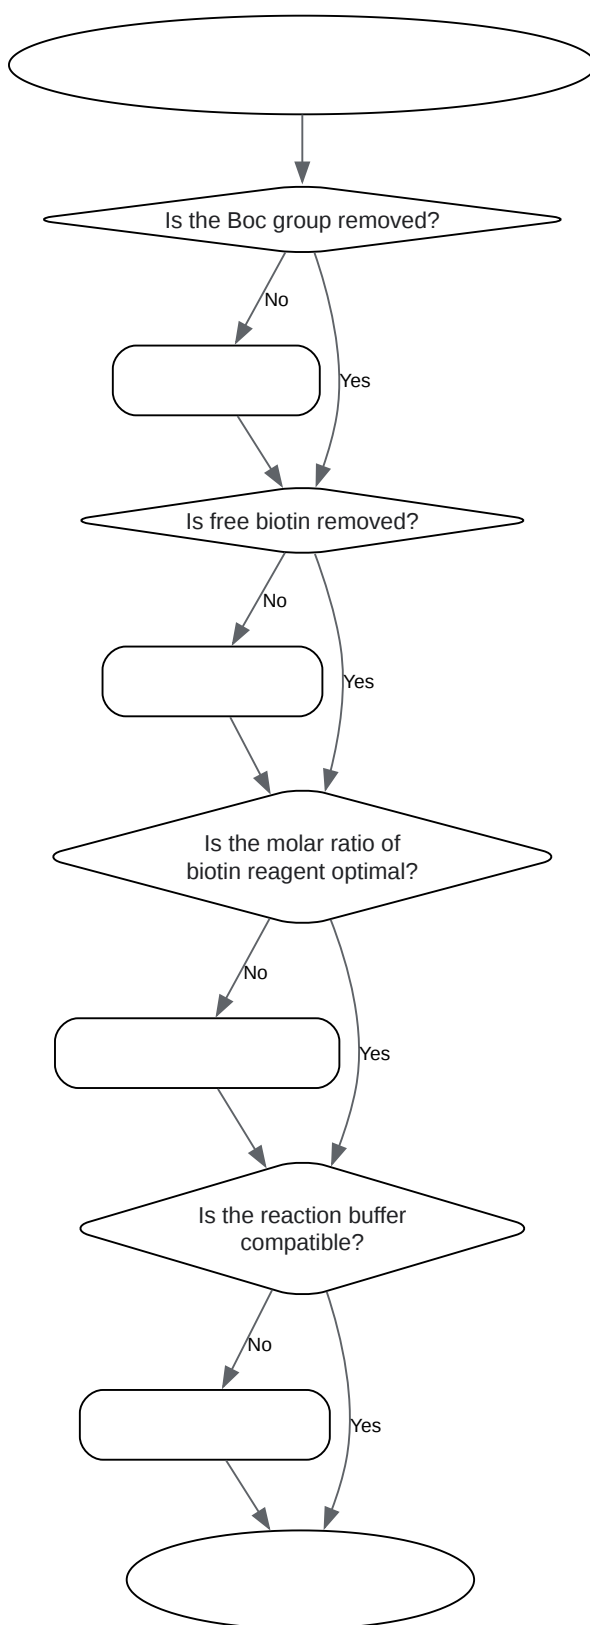 Is the Boc group removed?
No
Yes
Is free biotin removed?
No
Yes
Is the molar ratio of
biotin reagent optimal?
No
Yes
Is the reaction buffer
compatible?
No
Yes